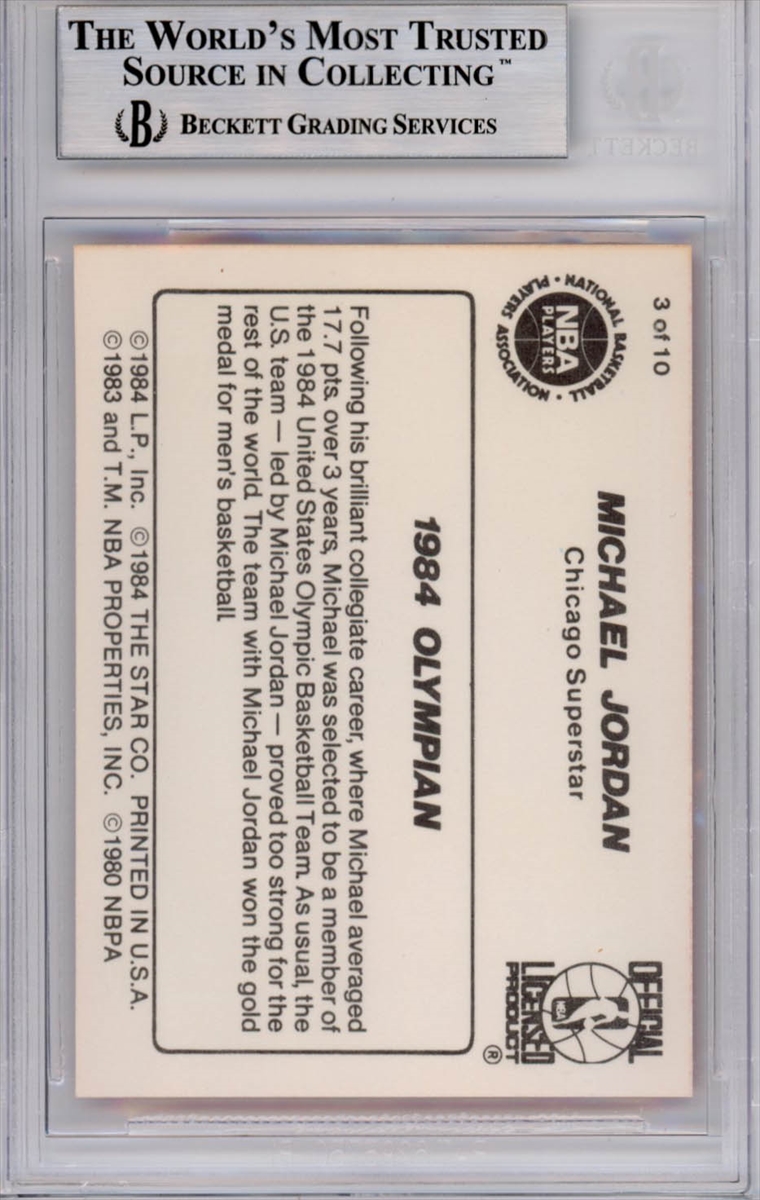 THE WORLD'S MOST TRUSTED
SOURCE IN COLLECTING™
B BECKETT GRADING SERVICES
BECKETT
3 of 10
NATIONAL BASKETBALL PLAYERS ASSOCIATION
NBA
PLAYERS
MICHAEL JORDAN
Chicago Superstar
OFFICIAL
NBA
LICENSED
PRODUCT
®
1984 OLYMPIAN
Following his brilliant collegiate career, where Michael averaged
17.7 pts. over 3 years, Michael was selected to be a member of
the 1984 United States Olympic Basketball Team. As usual, the
U.S. team — led by Michael Jordan — proved too strong for the
rest of the world. The team with Michael Jordan won the gold
medal for men's basketball.
©1984 L.P., Inc. ©1984 THE STAR CO. PRINTED IN U.S.A.
©1983 and T.M. NBA PROPERTIES, INC. ©1980 NBPA